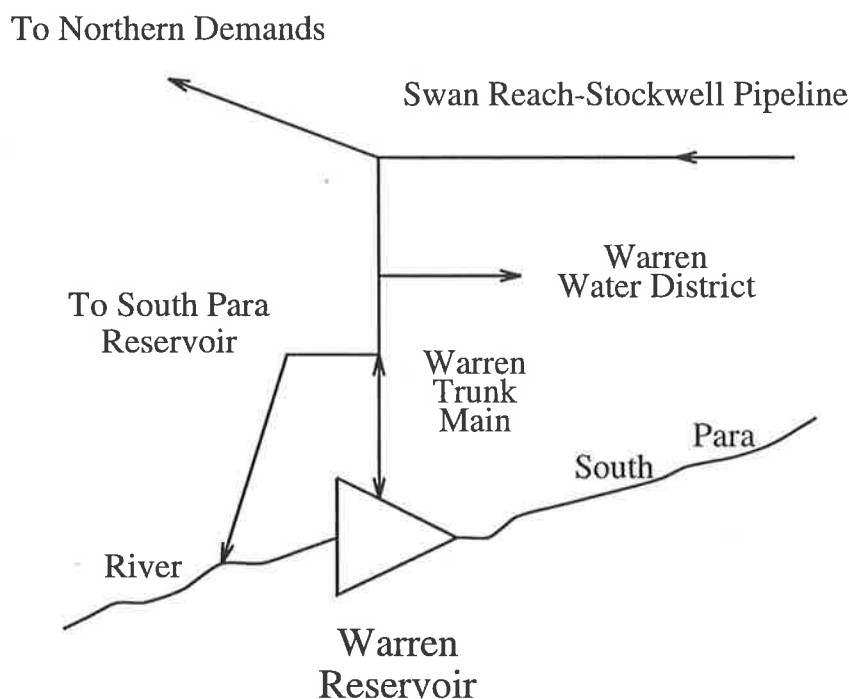 To Northern Demands
Swan Reach-Stockwell Pipeline
Warren
Water District
To South Para
Reservoir
Warren
Trunk
Main
Para
South
River
Warren
Reservoir